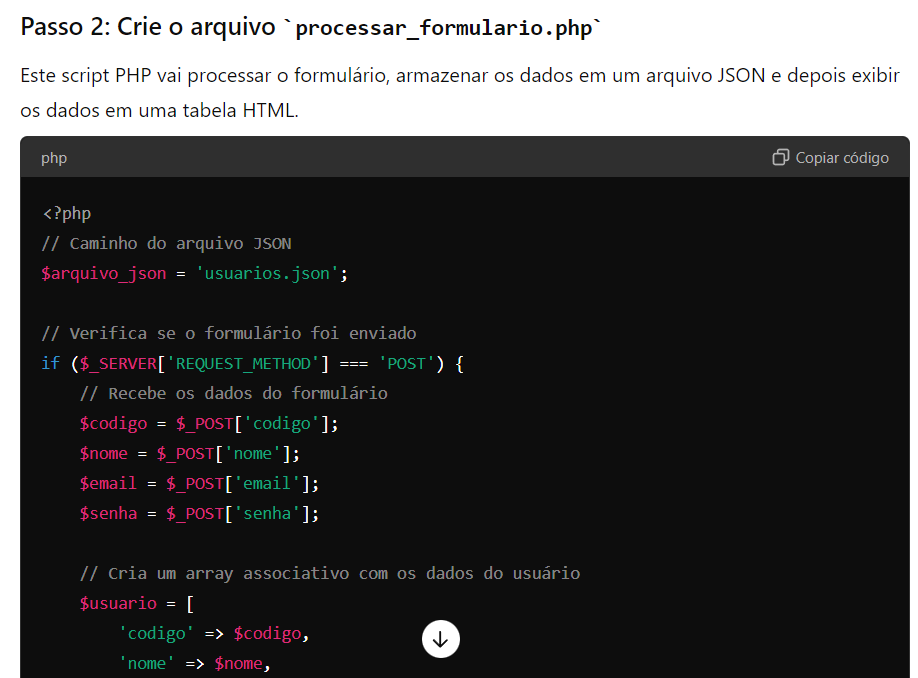 Passo 2: Crie o arquivo `processar_formulario.php`
Este script PHP vai processar o formulário, armazenar os dados em um arquivo JSON e depois exibir
os dados em uma tabela HTML.
php
Copiar código
<?php
// Caminho do arquivo JSON
$arquivo_json = 'usuarios.json';
// Verifica se o formulário foi enviado
if ($_SERVER['REQUEST_METHOD'] === 'POST') {
    // Recebe os dados do formulário
    $codigo = $_POST['codigo'];
    $nome = $_POST['nome'];
    $email = $_POST['email'];
    $senha = $_POST['senha'];
    // Cria um array associativo com os dados do usuário
    $usuario = [
        'codigo' => $codigo,
        'nome' => $nome,